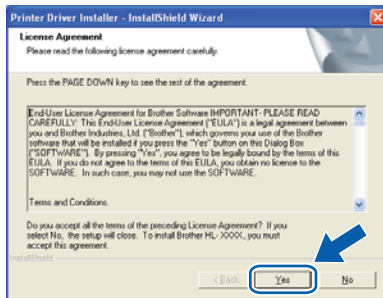 Printer Driver Installer - InstallShield Wizard
License Agreement
Please read the following license agreement carefully.
Press the PAGE DOWN key to see the rest of the agreement.
End-User License Agreement for Brother Software IMPORTANT- PLEASE READ
CAREFULLY: This End-User License Agreement ("EULA") is a legal agreement between
you and Brother Industries, Ltd. ("Brother"), which governs your use of the Brother
software that will be installed if you press the "Yes" button on this Dialog Box
("SOFTWARE"). By pressing "Yes", you agree to be legally bound by the terms of this
EULA. If you do not agree to the terms of this EULA, you obtain no license to the
SOFTWARE. In such case, you may not use the SOFTWARE.
Terms and Conditions.
Do you accept all the terms of the preceding License Agreement? If you
select No, the setup will close. To install Brother HL- XXXX, you must
accept this agreement.
InstallShield
< Back
Yes
No